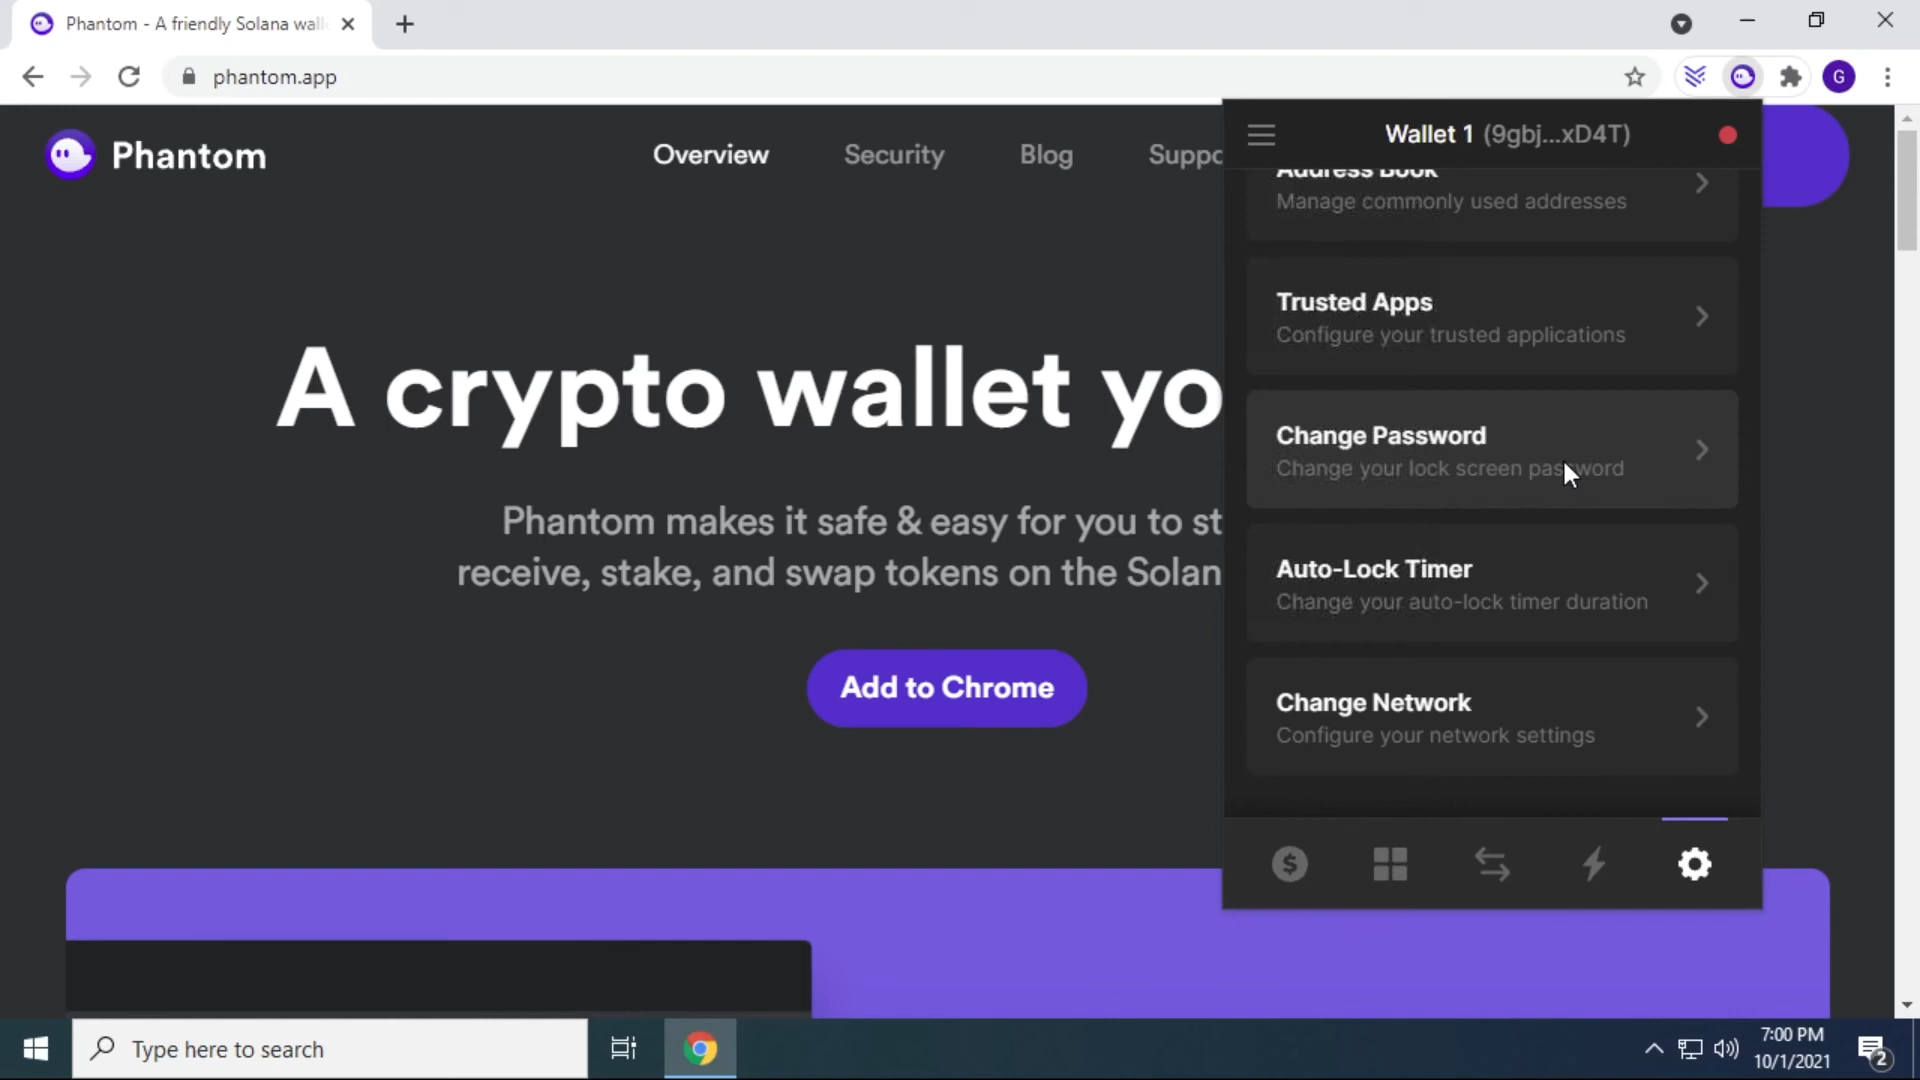 Phantom - A friendly Solana wall
phantom.app
G
Phantom
Overview
Security
Blog
Suppo
Wallet 1 (9gbj...xD4T)
Address Book
Manage commonly used addresses
Trusted Apps
Configure your trusted applications
Change Password
Change your lock screen password
Auto-Lock Timer
Change your auto-lock timer duration
Change Network
Configure your network settings
A crypto wallet yo
Phantom makes it safe & easy for you to st
receive, stake, and swap tokens on the Solan
Add to Chrome
Type here to search
7:00 PM
10/1/2021
2